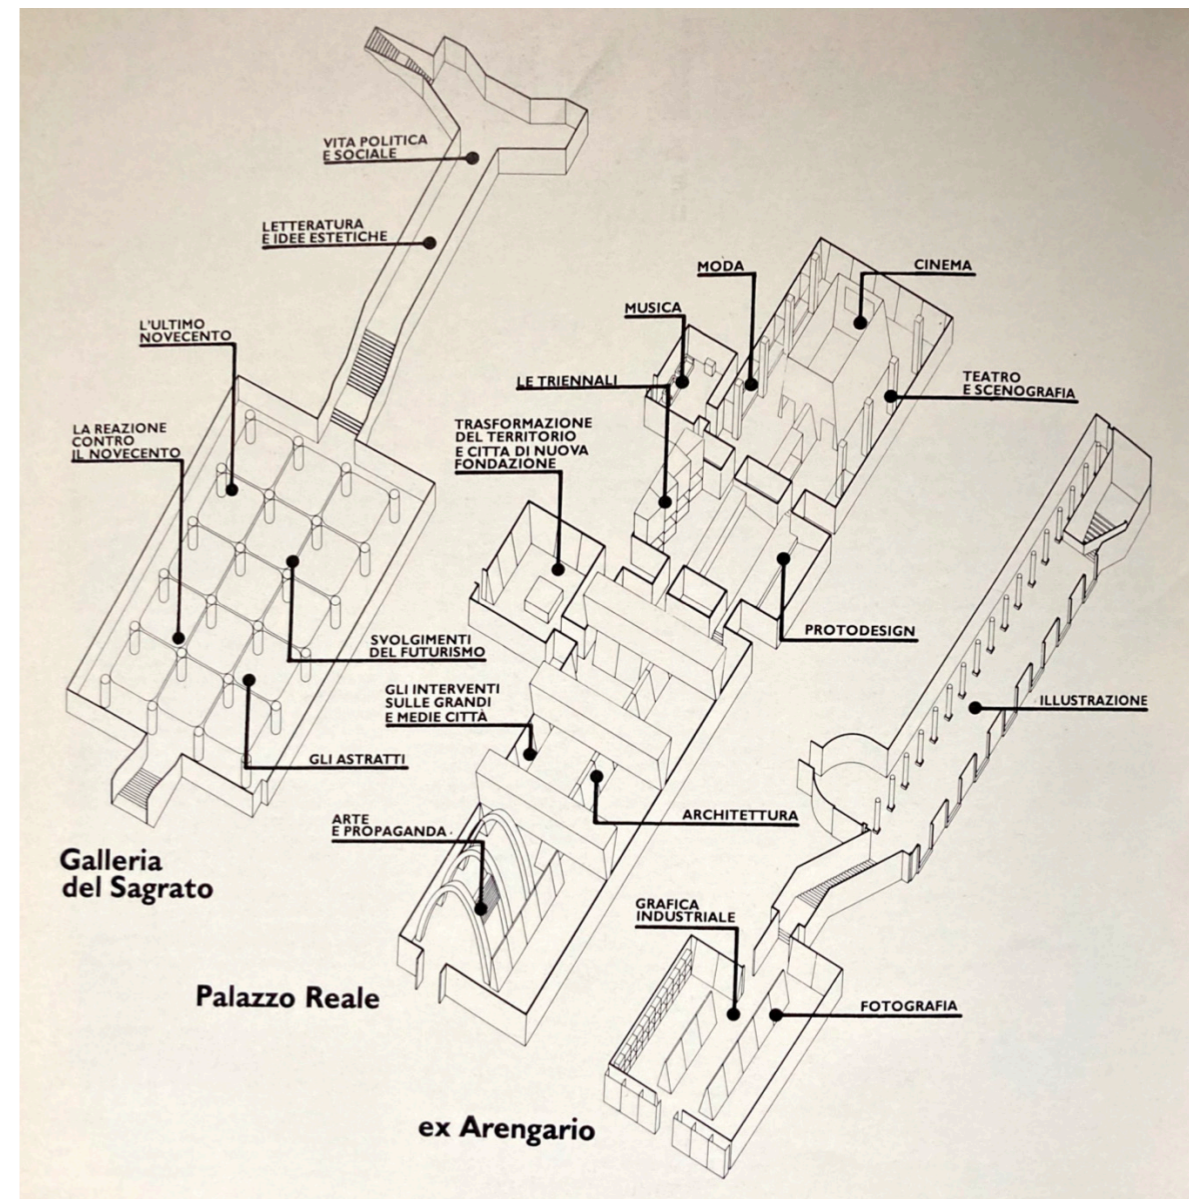 VITA POLITICA
E SOCIALE
LETTERATURA
E IDEE ESTETICHE
L'ULTIMO
NOVECENTO
LA REAZIONE
CONTRO
IL NOVECENTO
SVOLGIMENTI
DEL FUTURISMO
GLI ASTRATTI
Galleria
del Sagrato
MODA
CINEMA
MUSICA
LE TRIENNALI
TEATRO
E SCENOGRAFIA
TRASFORMAZIONE
DEL TERRITORIO
E CITTA DI NUOVA
FONDAZIONE
PROTODESIGN
GLI INTERVENTI
SULLE GRANDI
E MEDIE CITTÀ
ARCHITETTURA
ARTE
E PROPAGANDA
Palazzo Reale
ILLUSTRAZIONE
GRAFICA
INDUSTRIALE
FOTOGRAFIA
ex Arengario